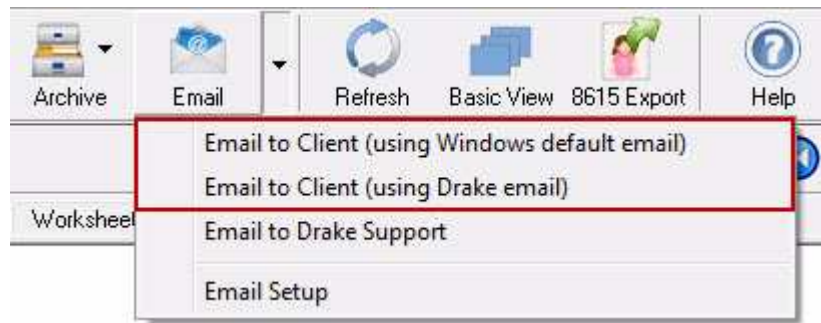 Archive
Email
Refresh
Basic View
8615 Export
Help
Email to Client (using Windows default email)
Email to Client (using Drake email)
Email to Drake Support
Email Setup